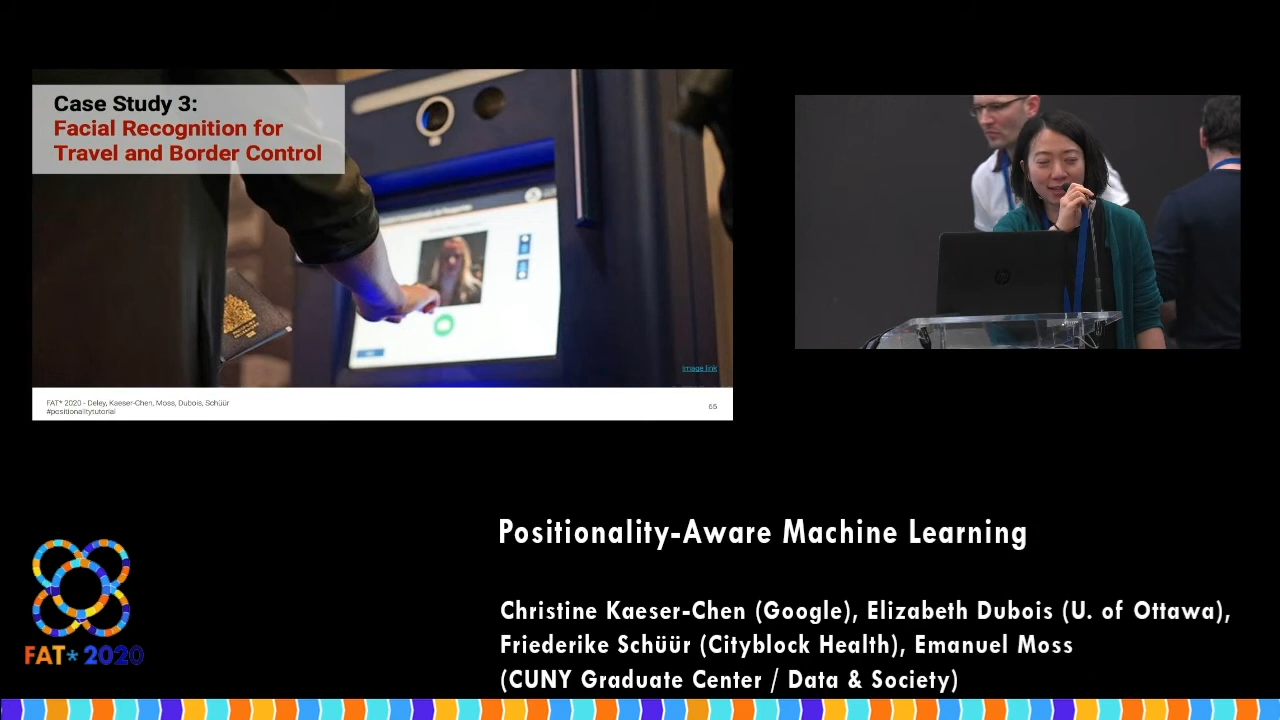 Case Study 3:
Facial Recognition for
Travel and Border Control
image link
FAT* 2020 - Deley, Kaeser-Chen, Moss, Dubois, Schüür
#positionalitytutorial
65
Positionality-Aware Machine Learning
Christine Kaeser-Chen (Google), Elizabeth Dubois (U. of Ottawa),
Friederike Schüür (Cityblock Health), Emanuel Moss
(CUNY Graduate Center / Data & Society)
FAT* 2020